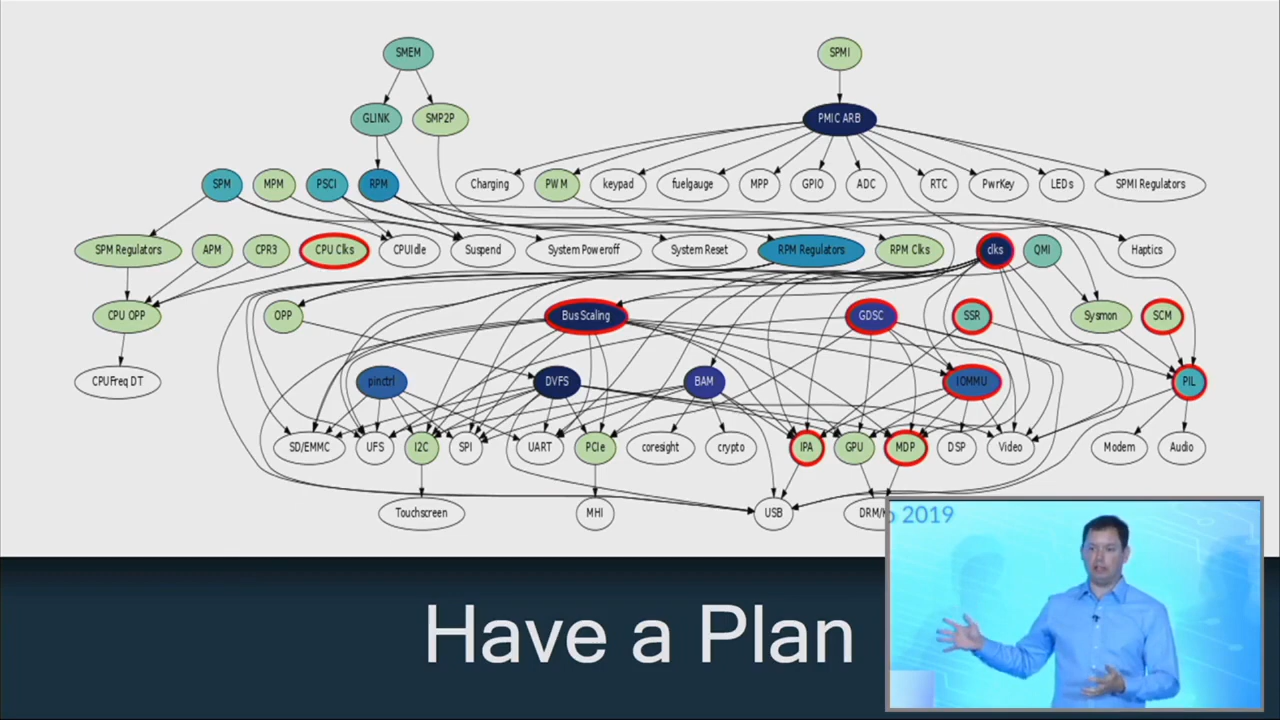 SMEM
SPMI
GLINK
SMP2P
PMIC ARB
SPM
MPM
PSCI
RPM
Charging
PWM
keypad
fuelgauge
MPP
GPIO
ADC
RTC
PwrKey
LEDs
SPMI Regulators
SPM Regulators
APM
CPR3
CPU Clks
CPUIdle
Suspend
System Poweroff
System Reset
RPM Regulators
RPM Clks
clks
QMI
Haptics
CPU OPP
OPP
Bus Scaling
GDSC
SSR
Sysmon
SCM
CPUFreq DT
pinctrl
DVFS
BAM
IOMMU
PIL
SD/EMMC
UFS
I2C
SPI
UART
PCIe
coresight
crypto
IPA
GPU
MDP
DSP
Video
Modem
Audio
Touchscreen
MHI
USB
DRM/K
2019
Have a Plan